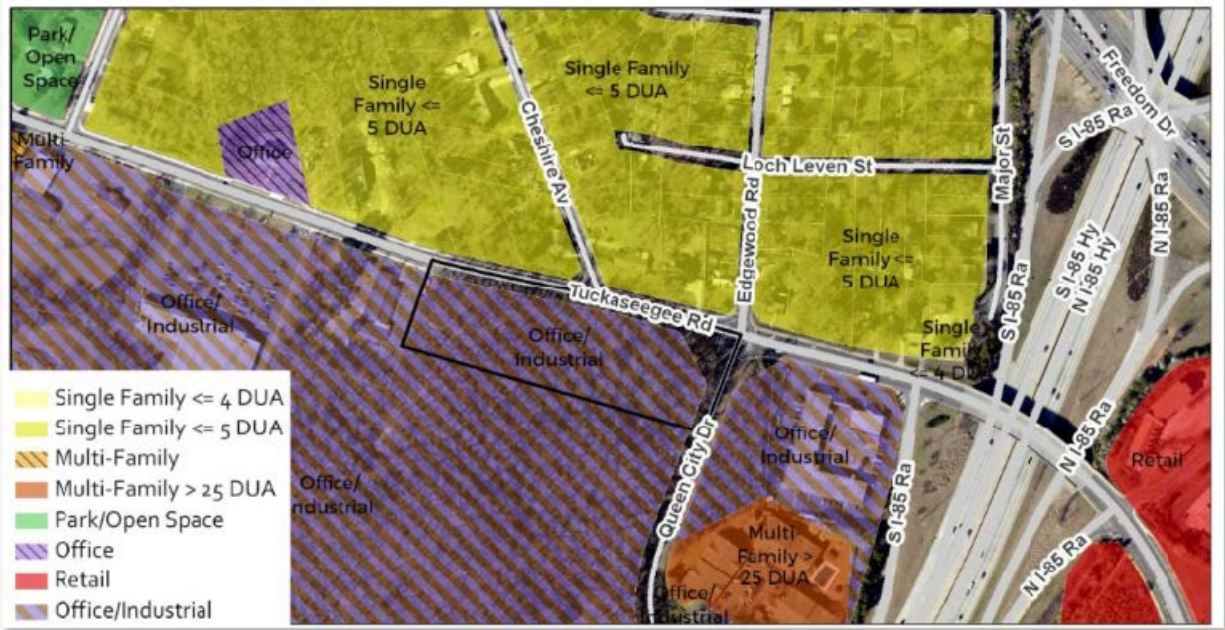 Park/
Open
Space
Multi-
Family
Office
Single
Family <=
5 DUA
Single Family
<= 5 DUA
Cheshire Av
Loch Leven St
Edgewood Rd
Major St
Freedom Dr
S I-85 Ra
N I-85 Ra
S I-85 Hy
N I-85 Hy
S I-85 Ra
Single
Family <=
5 DUA
Single
Family
<= 4 DUA
Tuckaseegee Rd
Office/
Industrial
Office/
Industrial
Office/
Industrial
Office/
Industrial
Queen City Dr
S I-85 Ra
N I-85 Ra
N I-85 Ra
Retail
Multi-
Family >
25 DUA
Office/
Industrial
Single Family <= 4 DUA
Single Family <= 5 DUA
Multi-Family
Multi-Family > 25 DUA
Park/Open Space
Office
Retail
Office/Industrial